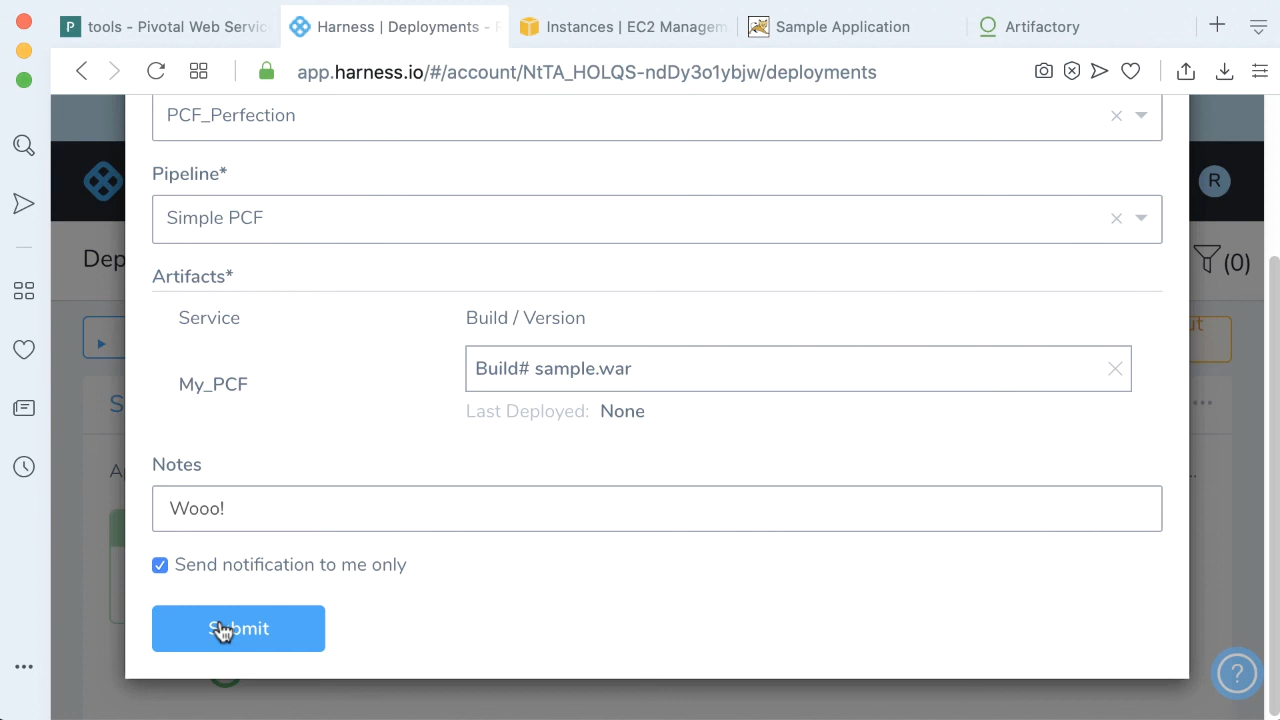 P tools - Pivotal Web Servic
Harness | Deployments -
Instances | EC2 Managem
Sample Application
Artifactory
app.harness.io/#/account/NtTA_HOLQS-ndDy3o1ybjw/deployments
PCF_Perfection
Pipeline*
R
Simple PCF
Dep
(0)
Artifacts*
Service
Build / Version
ut
Build# sample.war
My_PCF
Last Deployed: None
Notes
Wooo!
Send notification to me only
Submit
?